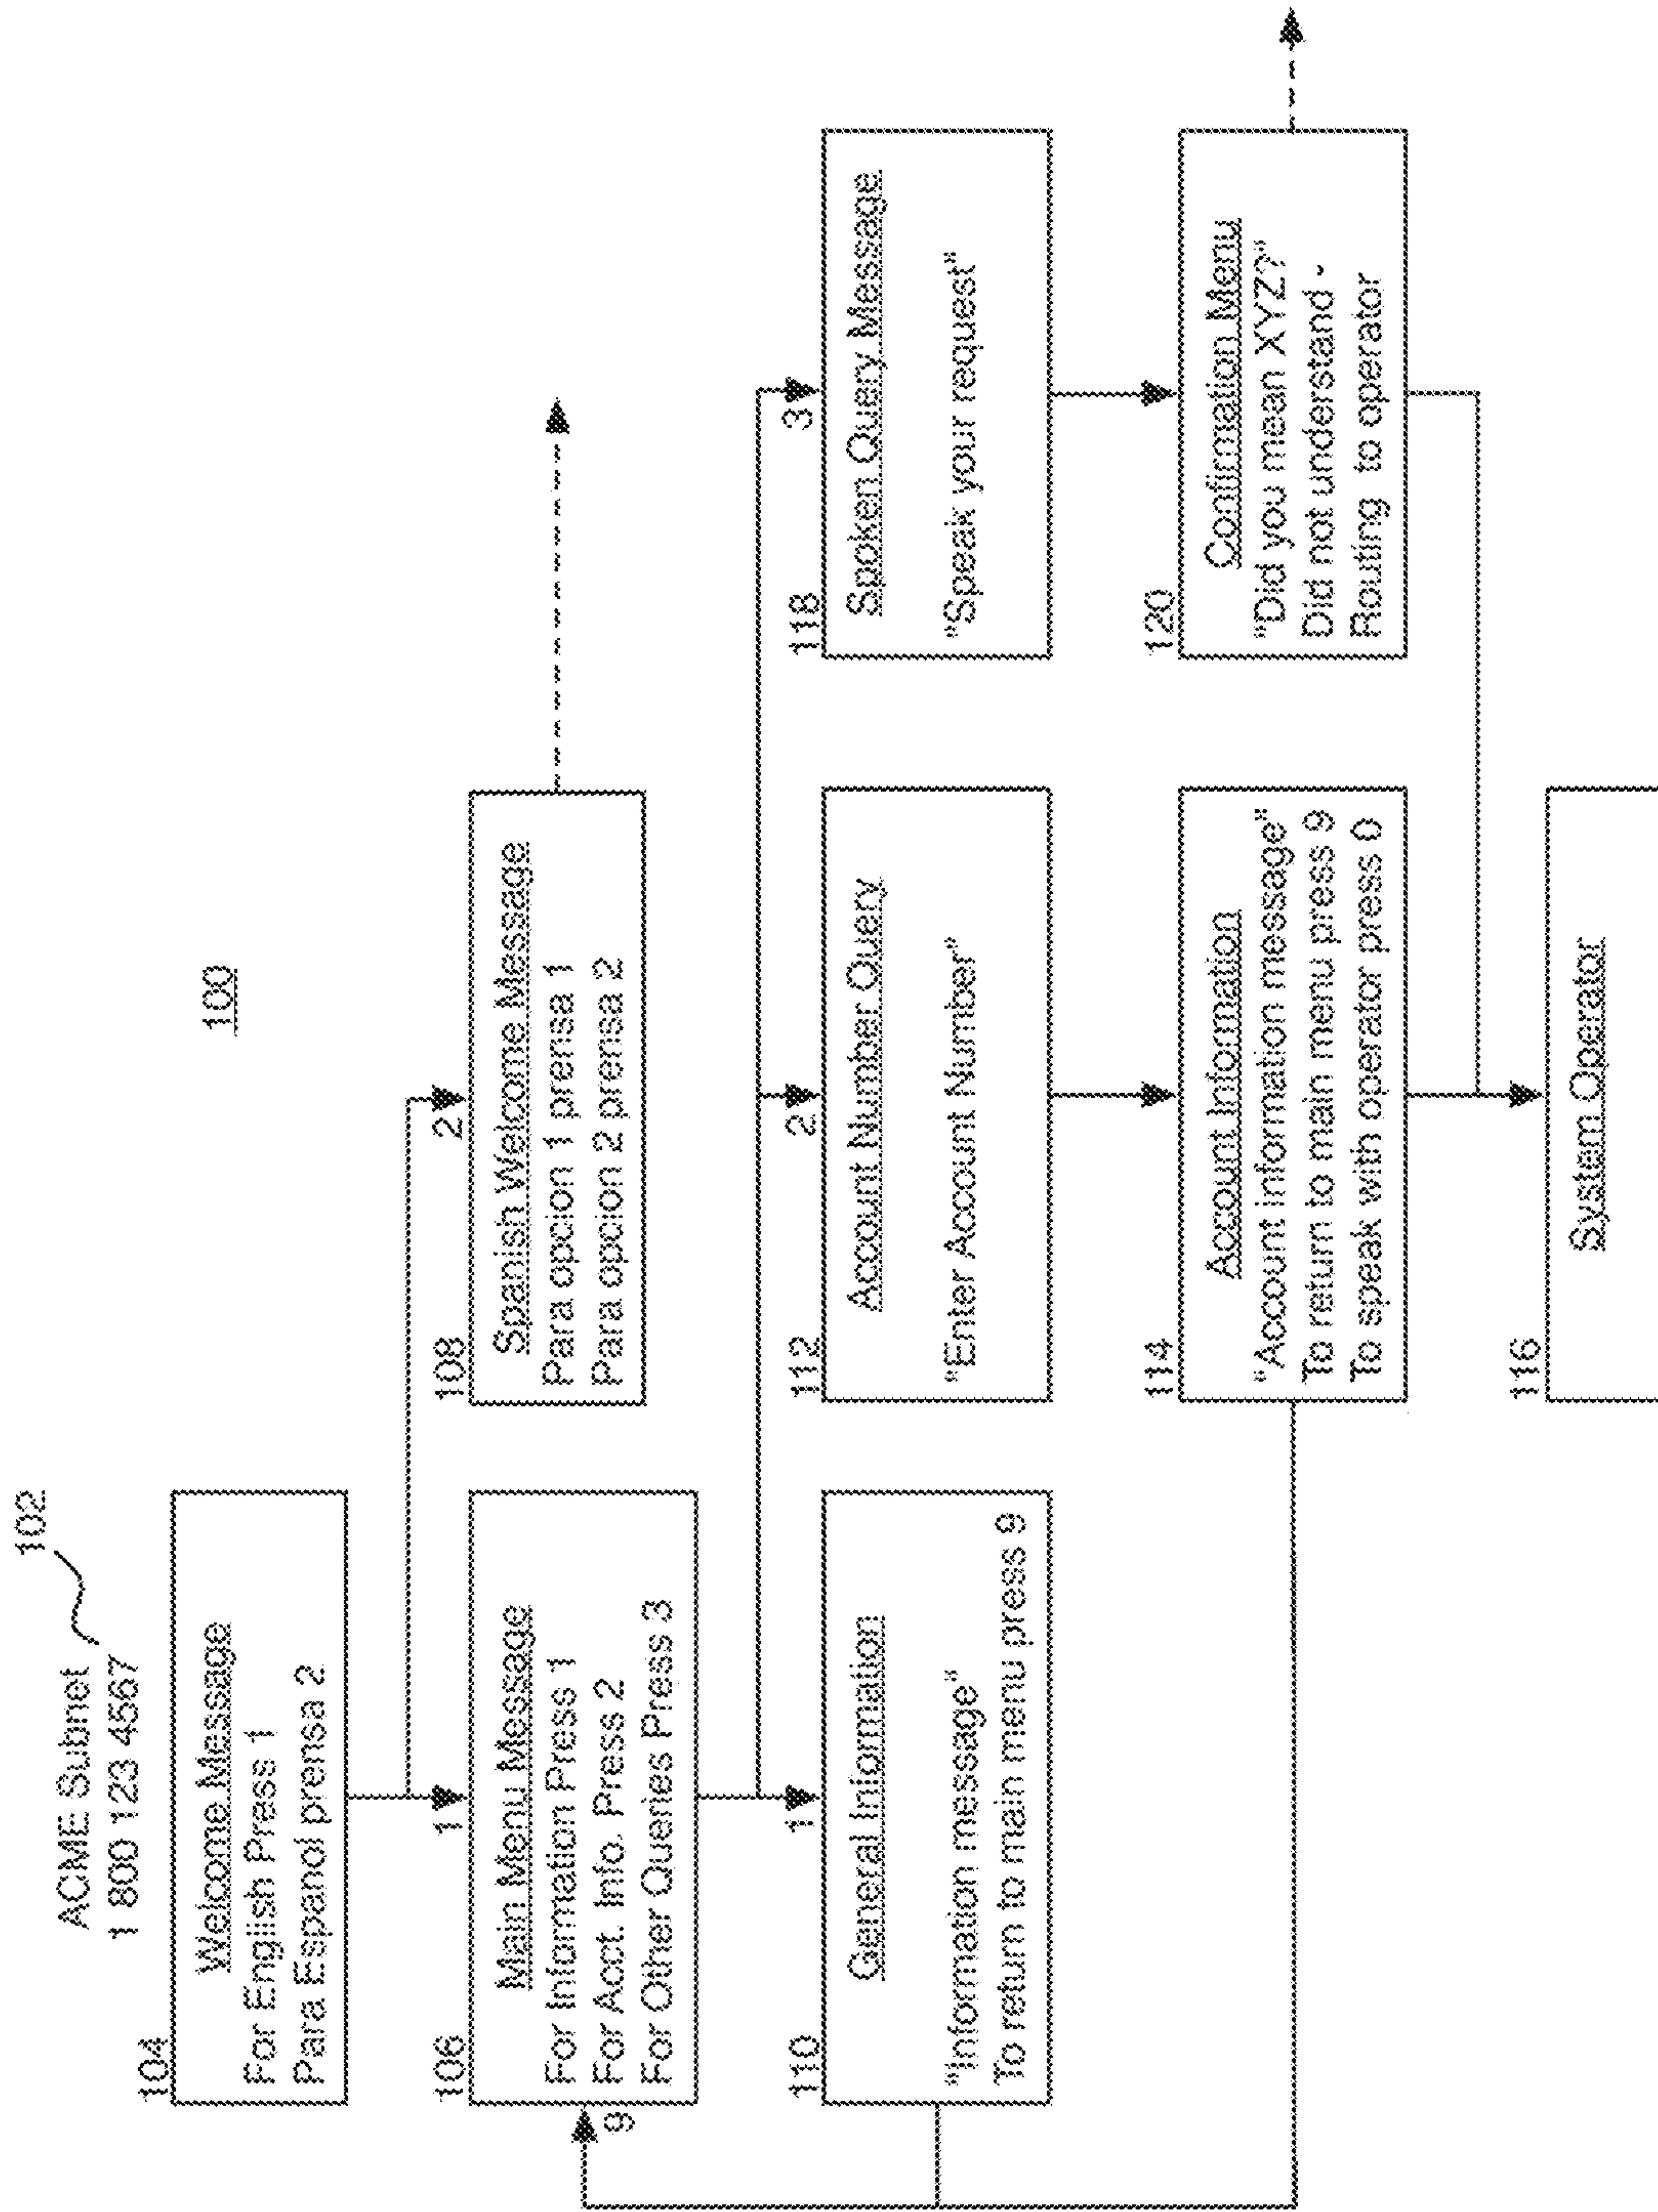 100
102
ACME Subnet
1 800 123 4567
104
Welcome Message
For English Press 1
Para Espanol prensa 2
1
2
106
Main Menu Message
For Information Press 1
For Acct. Info. Press 2
For Other Queries Press 3
9
108
Spanish Welcome Message
Para opcion 1 prensa 1
Para opcion 2 prensa 2
1
2
3
110
General Information
"Information message"
To return to main menu press 9
112
Account Number Query
"Enter Account Number"
118
Spoken Query Message
"Speak your request"
114
Account Information
"Account information message"
To return to main menu press 9
To speak with operator press 0
120
Confirmation Menu
"Did you mean XYZ?"
Did not understand -
Routing to operator
116
System Operator